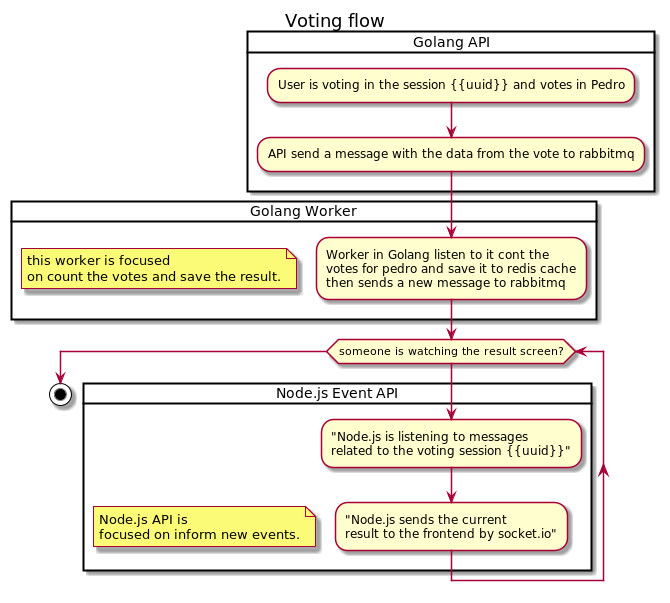 Voting flow
Golang API
User is voting in the session {{uuid}} and votes in Pedro
API send a message with the data from the vote to rabbitmq
Golang Worker
this worker is focused
on count the votes and save the result.
Worker in Golang listen to it cont the
votes for pedro and save it to redis cache
then sends a new message to rabbitmq
someone is watching the result screen?
Node.js Event API
"Node.js is listening to messages
related to the voting session {{uuid}}"
Node.js API is
focused on inform new events.
"Node.js sends the current
result to the frontend by socket.io"